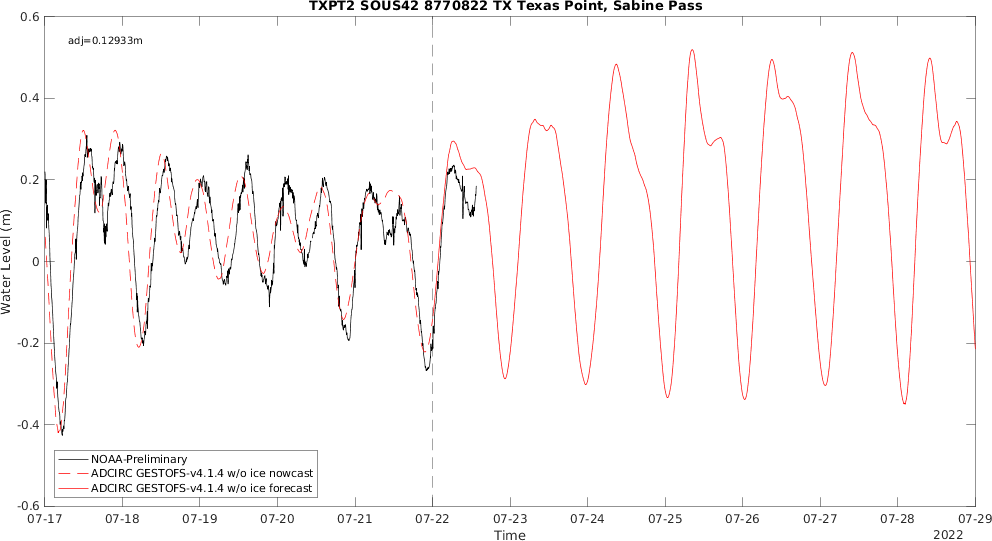 TXPT2 SOUS42 8770822 TX Texas Point, Sabine Pass
adj=0.12933m
0.6
0.4
0.2
0
-0.2
-0.4
-0.6
Water Level (m)
NOAA-Preliminary
ADCIRC GESTOFS-v4.1.4 w/o ice nowcast
ADCIRC GESTOFS-v4.1.4 w/o ice forecast
07-17 07-18 07-19 07-20 07-21 07-22 07-23 07-24 07-25 07-26 07-27 07-28 07-29
Time
2022